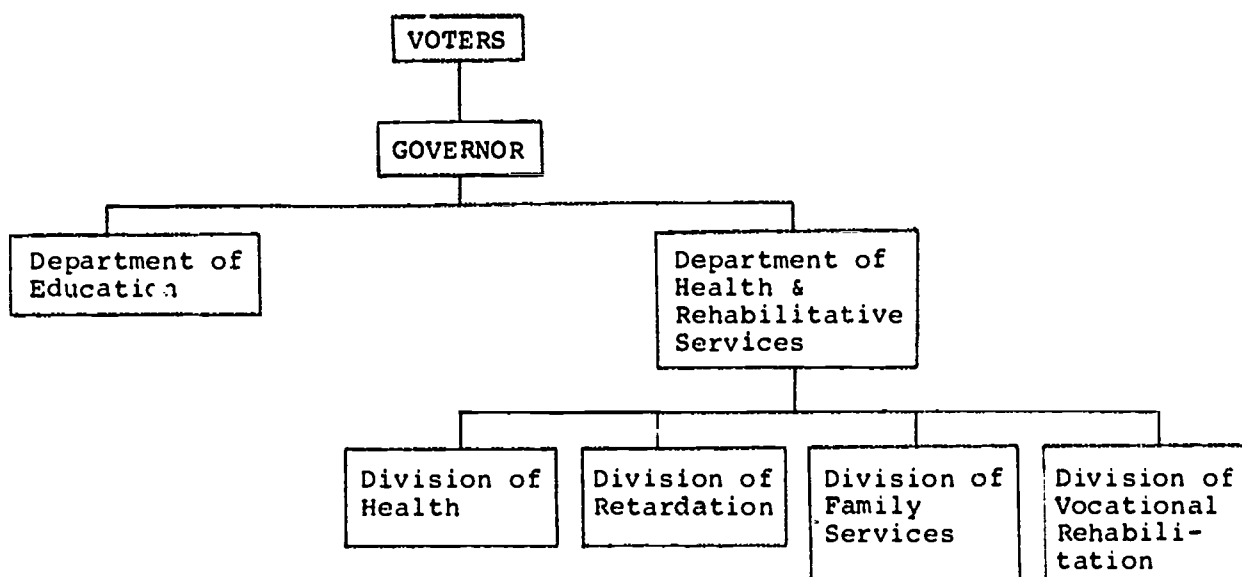 VOTERS
GOVERNOR
Department of
Education
Department of
Health &
Rehabilitative
Services
Division of
Health
Division of
Retardation
Division of
Family
Services
Division of
Vocational
Rehabili-
tation